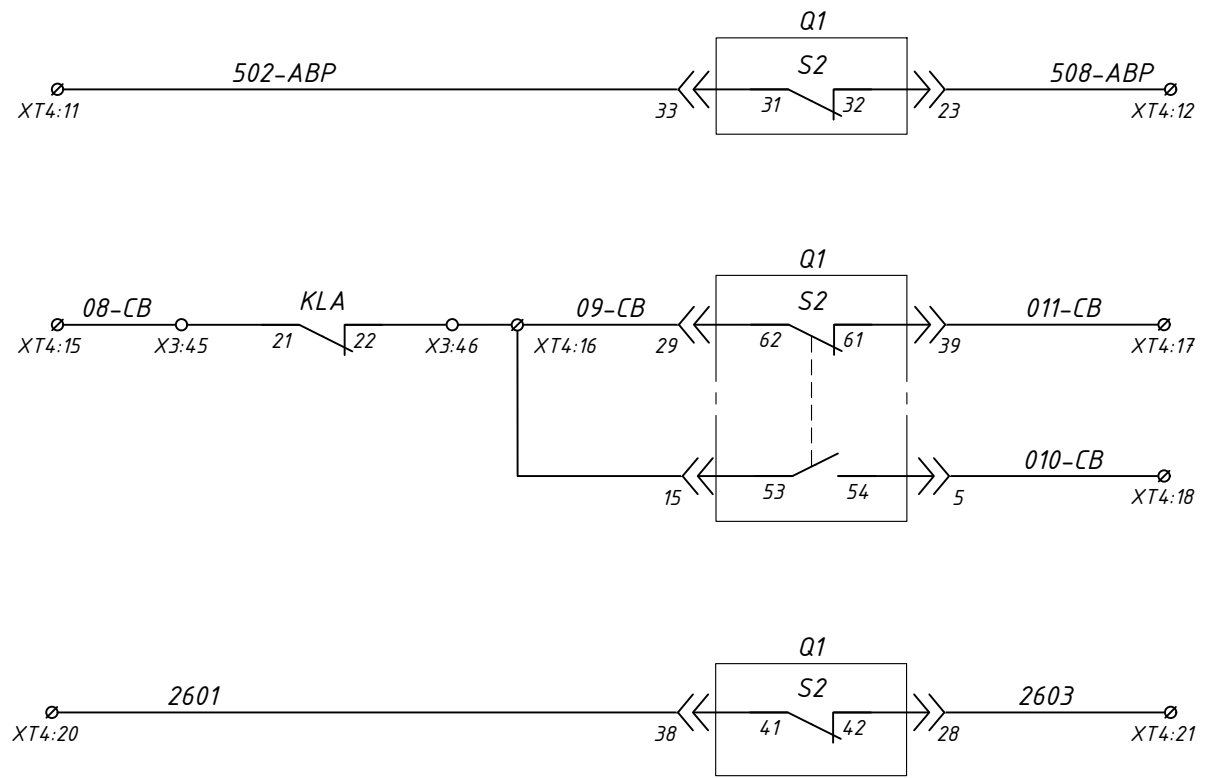 Q1
502-АВР S2 508-АВР
XT4:11 33 31 32 23 XT4:12
Q1
08-СВ KLA 09-СВ S2 011-СВ
XT4:15 X3:45 21 22 X3:46 XT4:16 29 62 61 39 XT4:17
010-СВ
15 53 54 5 XT4:18
Q1
2601 S2 2603
XT4:20 38 41 42 28 XT4:21